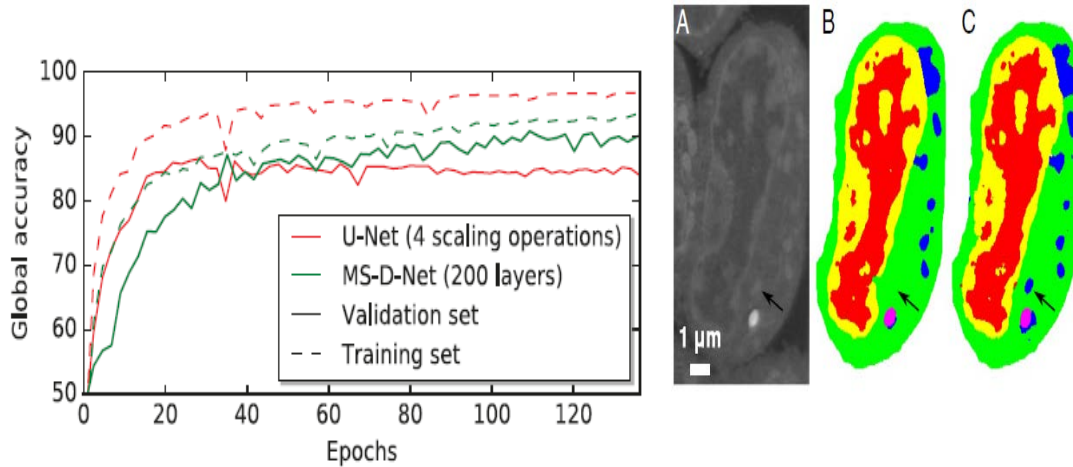 Global accuracy
100
90
80
70
60
50
0
20
40
60
80
100
120
Epochs
U-Net (4 scaling operations)
MS-D-Net (200 layers)
Validation set
Training set
A
1 μm
B
C